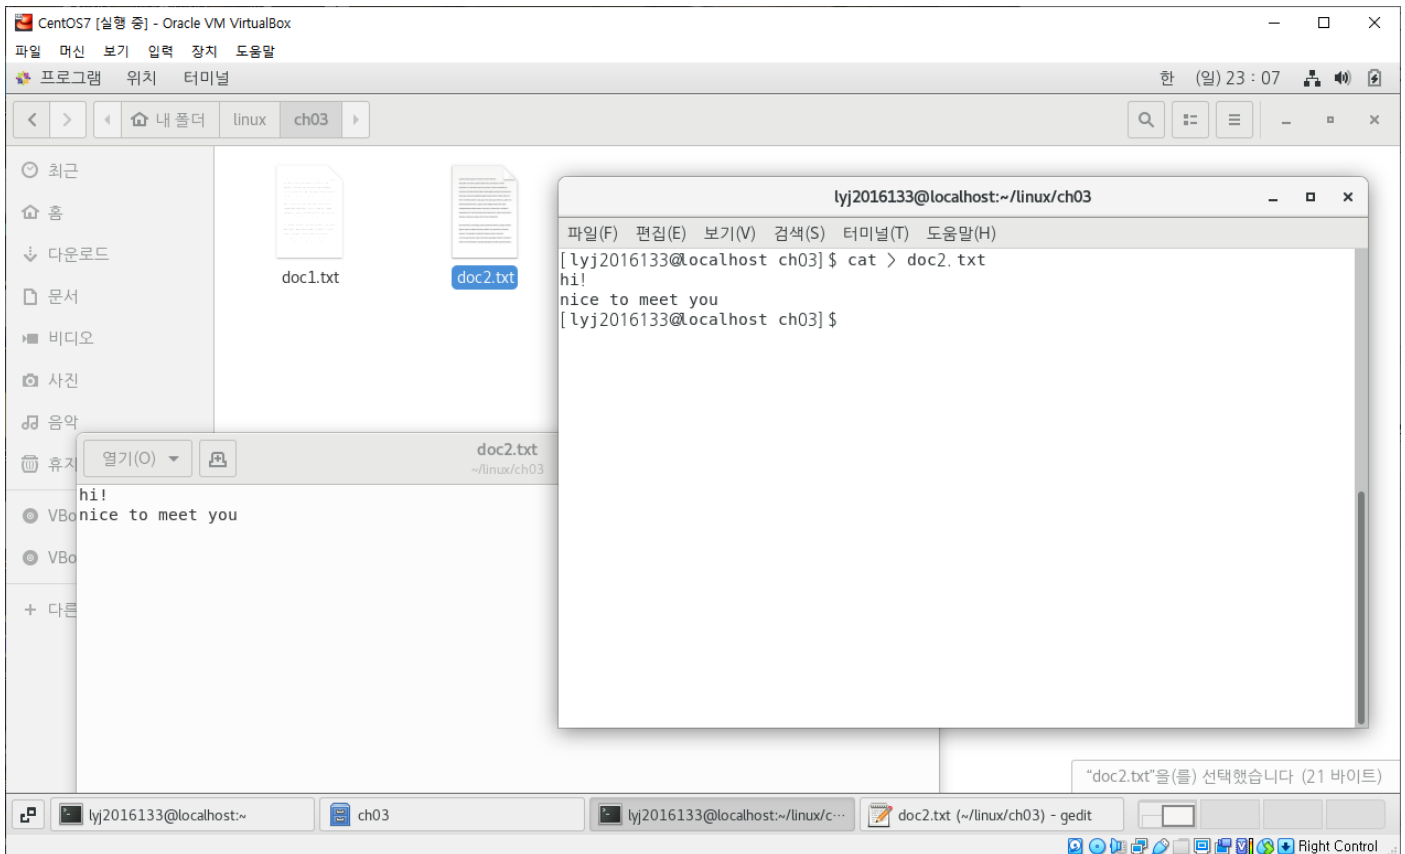 CentOS7 [실행 중] - Oracle VM VirtualBox
파일 머신 보기 입력 장치 도움말
프로그램 위치 터미널 한 (일) 23 : 07
내 폴더 linux ch03
최근
홈
다운로드
문서
비디오
사진
음악
휴지
VBo
VBo
다른
doc1.txt
doc2.txt
lyj2016133@localhost:~/linux/ch03
파일(F) 편집(E) 보기(V) 검색(S) 터미널(T) 도움말(H)
[lyj2016133@localhost ch03]$ cat > doc2.txt
hi!
nice to meet you
[lyj2016133@localhost ch03]$
열기(O) doc2.txt
~/linux/ch03
hi!
nice to meet you
"doc2.txt"을(를) 선택했습니다 (21 바이트)
lyj2016133@localhost:~ ch03 lyj2016133@localhost:~/linux/c··· doc2.txt (~/linux/ch03) - gedit
Right Control